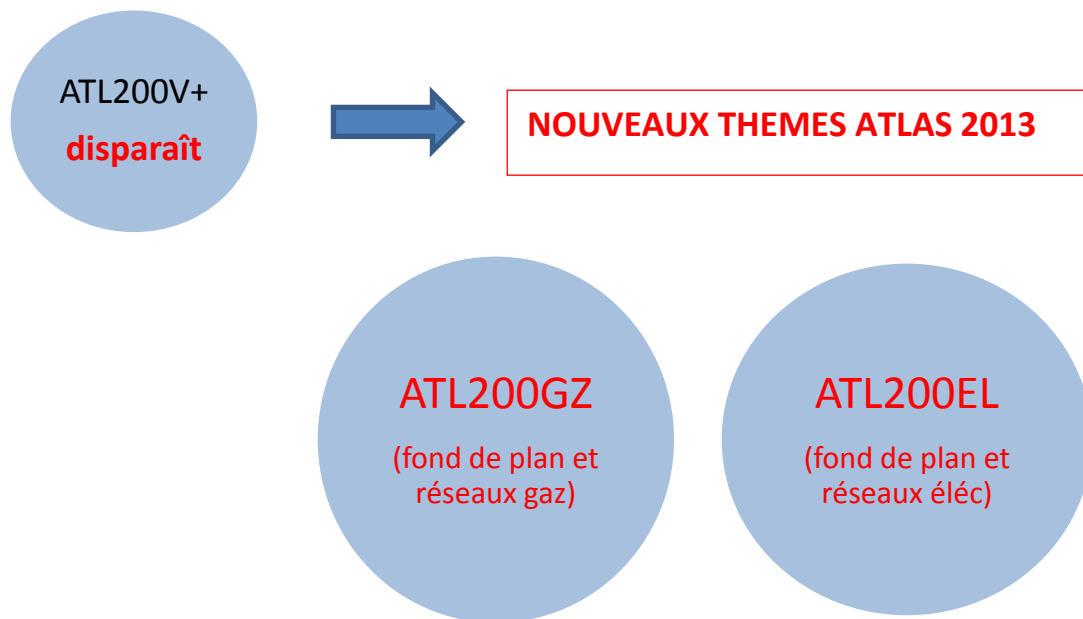 ATL200V+
disparaît
NOUVEAUX THEMES ATLAS 2013
ATL200GZ
(fond de plan et
réseaux gaz)
ATL200EL
(fond de plan et
réseaux éléc)